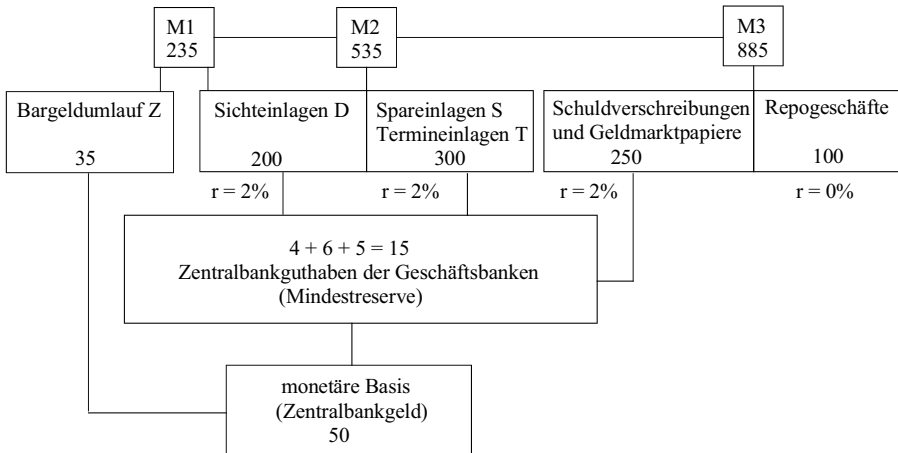 M1
235
M2
535
M3
885
Bargeldumlauf Z
35
Sichteinlagen D
200
Spareinlagen S
Termineinlagen T
300
Schuldverschreibungen
und Geldmarktpapiere
250
Repogeschäfte
100
r = 2%
r = 2%
r = 2%
r = 0%
4 + 6 + 5 = 15
Zentralbankguthaben der Geschäftsbanken
(Mindestreserve)
monetäre Basis
(Zentralbankgeld)
50